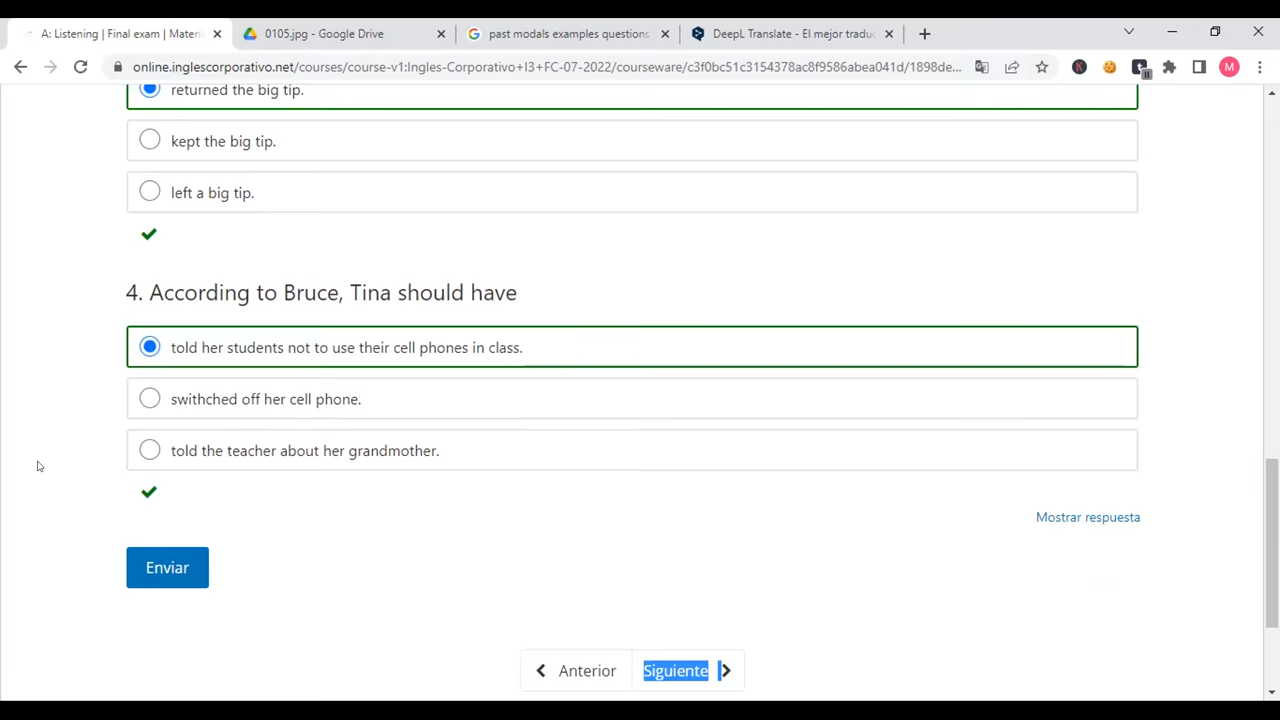 A: Listening | Final exam | Materi
0105.jpg - Google Drive
past modals examples questions
DeepL Translate - El mejor traduc
online.inglescorporativo.net/courses/course-v1:Ingles-Corporativo+I3+FC-07-2022/courseware/c3f0bc51c3154378ac8f9586abea041d/1898de...
K
M
returned the big tip.
kept the big tip.
left a big tip.
4. According to Bruce, Tina should have
told her students not to use their cell phones in class.
swithched off her cell phone.
told the teacher about her grandmother.
Mostrar respuesta
Enviar
Anterior
Siguiente